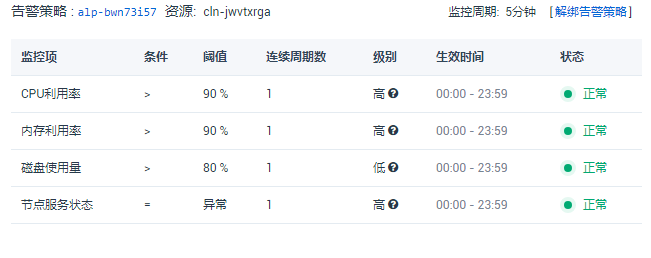 告警策略: alp-bwn73i57 资源: cln-jwvtxrga 监控周期: 5分钟 [解绑告警策略]
监控项 条件 阈值 连续周期数 级别 生效时间 状态
CPU利用率 > 90 % 1 高 ? 00:00 - 23:59 正常
内存利用率 > 90 % 1 高 ? 00:00 - 23:59 正常
磁盘使用量 > 80 % 1 低 ? 00:00 - 23:59 正常
节点服务状态 = 异常 1 高 ? 00:00 - 23:59 正常